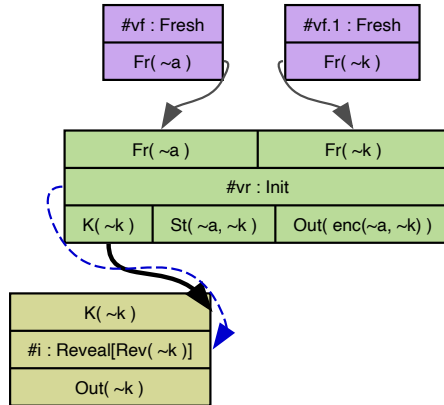 #vf : Fresh
#vf.1 : Fresh
Fr( ~a )
Fr( ~k )
Fr( ~a )
Fr( ~k )
#vr : Init
K( ~k )
St( ~a, ~k )
Out( enc(~a, ~k) )
K( ~k )
#i : Reveal[Rev( ~k )]
Out( ~k )